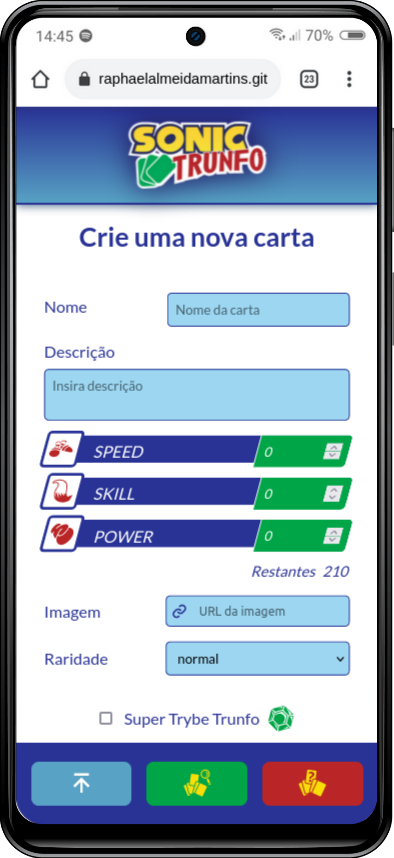 14:45 70%
raphaelalmeidamartins.git 23
SONIC
TRUNFO
Crie uma nova carta
Nome Nome da carta
Descrição
Insira descrição
SPEED 0
SKILL 0
POWER 0
Restantes 210
Imagem URL da imagem
Raridade normal
Super Trybe Trunfo
?